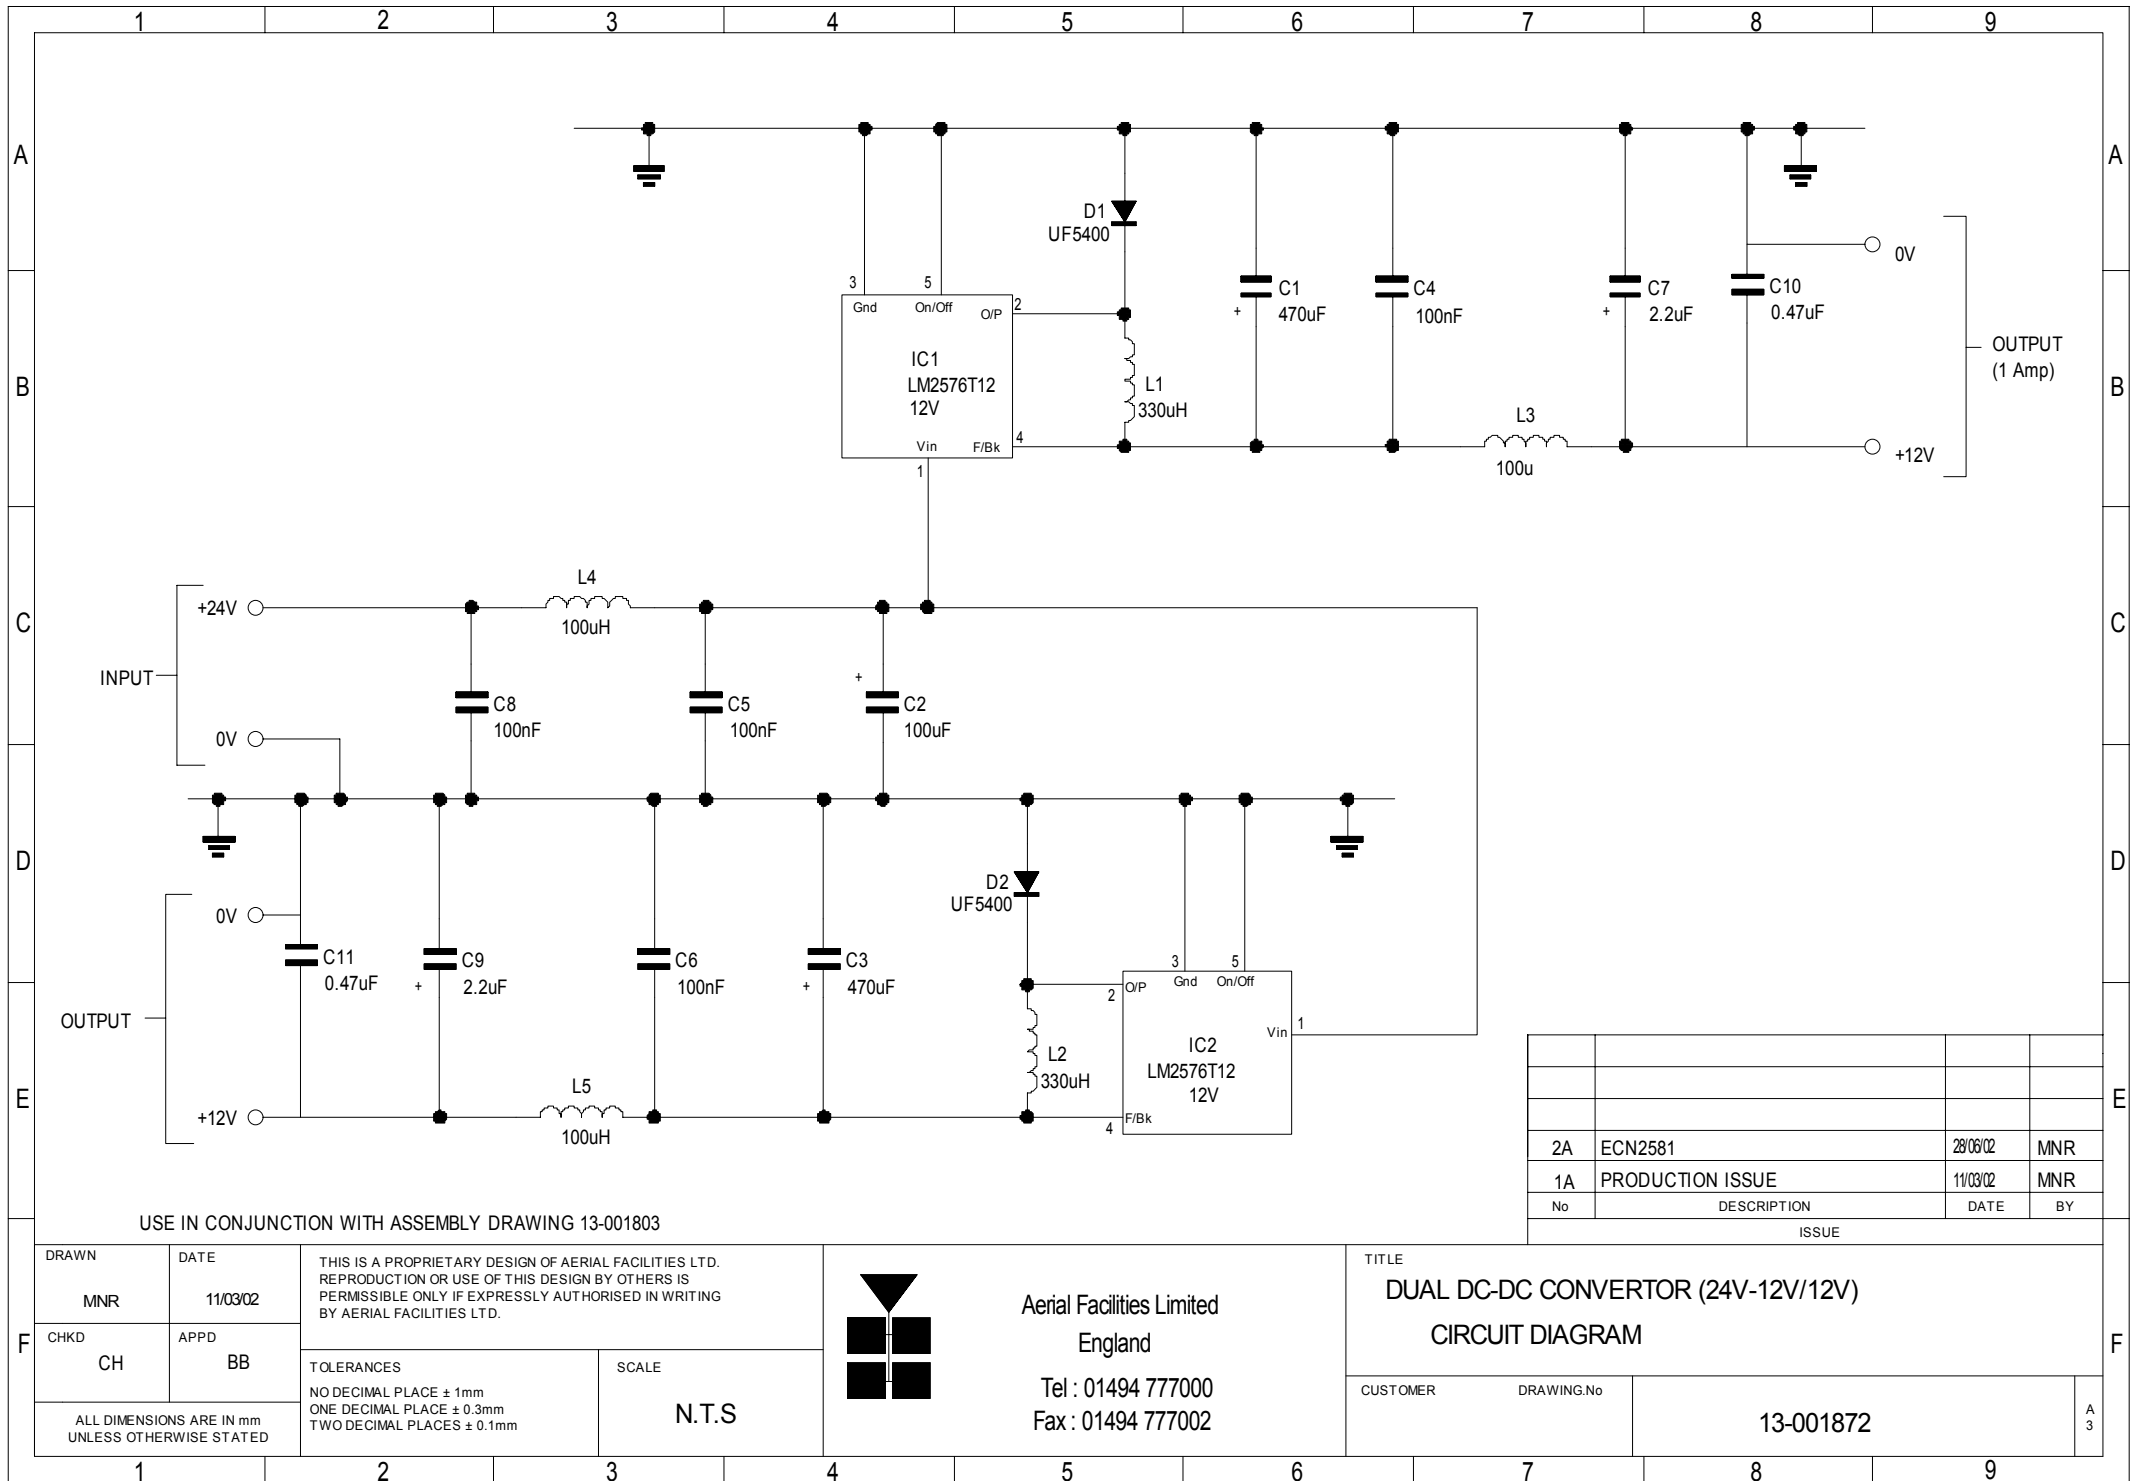 1 2 3 4 5 6 7 8 9
A A
D1
UF5400
0V
3 5
Gnd On/Off
O/P 2
C1
470uF
C4
100nF
C7
2.2uF
C10
0.47uF
+ +
IC1
LM2576T12
12V
L1
330uH
OUTPUT
(1 Amp)
B B
Vin F/Bk 4
1
L3
100u
+12V
L4
100uH
+24V
C C
INPUT
0V
C8
100nF
C5
100nF
+
C2
100uF
D D
0V
D2
UF5400
C11
0.47uF
+
C9
2.2uF
C6
100nF
+
C3
470uF
3 5
2 O/P Gnd On/Off
Vin 1
IC2
LM2576T12
12V
OUTPUT
L2
330uH
E E
L5
100uH
+12V
4 F/Bk
2A ECN2581 28/06/02 MNR
1A PRODUCTION ISSUE 11/03/02 MNR
No DESCRIPTION DATE BY
ISSUE
USE IN CONJUNCTION WITH ASSEMBLY DRAWING 13-001803
DRAWN
MNR
DATE
11/03/02
CHKD
CH
APPD
BB
ALL DIMENSIONS ARE IN mm
UNLESS OTHERWISE STATED
THIS IS A PROPRIETARY DESIGN OF AERIAL FACILITIES LTD.
REPRODUCTION OR USE OF THIS DESIGN BY OTHERS IS
PERMISSIBLE ONLY IF EXPRESSLY AUTHORISED IN WRITING
BY AERIAL FACILITIES LTD.
TOLERANCES
NO DECIMAL PLACE ± 1mm
ONE DECIMAL PLACE ± 0.3mm
TWO DECIMAL PLACES ± 0.1mm
SCALE
N.T.S
Aerial Facilities Limited
England
Tel : 01494 777000
Fax : 01494 777002
TITLE
DUAL DC-DC CONVERTOR (24V-12V/12V)
CIRCUIT DIAGRAM
CUSTOMER
DRAWING.No
13-001872
A
3
F F
1 2 3 4 5 6 7 8 9